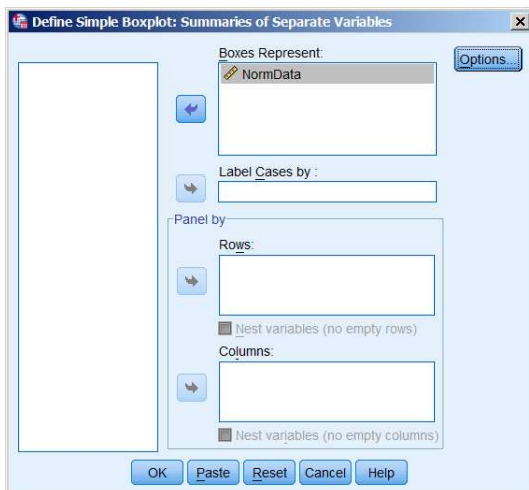 Define Simple Boxplot: Summaries of Separate Variables
Boxes Represent:
NormData
Options...
Label Cases by :
Panel by
Rows:
Nest variables (no empty rows)
Columns:
Nest variables (no empty columns)
OK Paste Reset Cancel Help